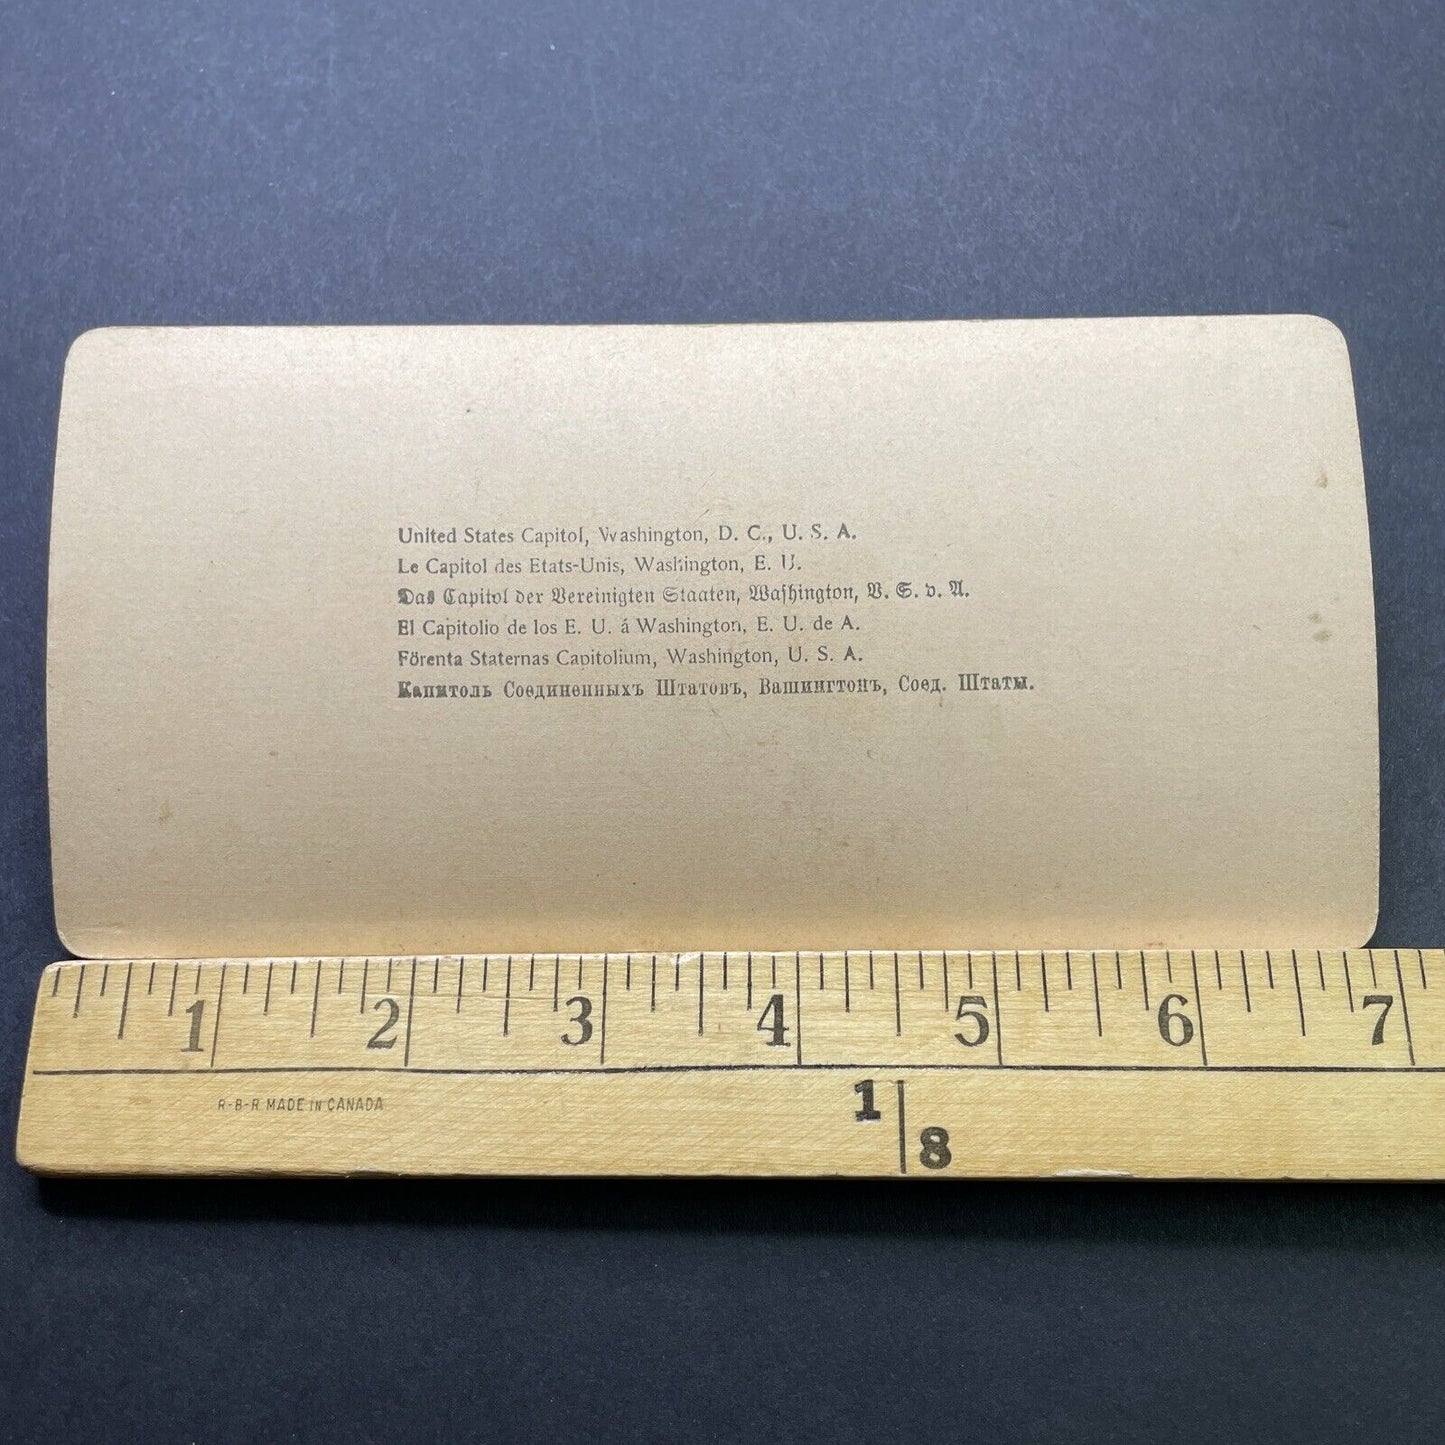 United States Capitol, Washington, D. C., U. S. A.
Le Capitol des Etats-Unis, Washington, E. U.
Das Capitol der Vereinigten Staaten, Washington, V. S. v. A.
El Capitolio de los E. U. á Washington, E. U. de A.
Förenta Staternas Capitolium, Washington, U. S. A.
Капитоль Соединенныхъ Штатовъ, Вашингтонъ, Соед. Штаты.
1 2 3 4 5 6 7
R-B-R MADE IN CANADA
1 8